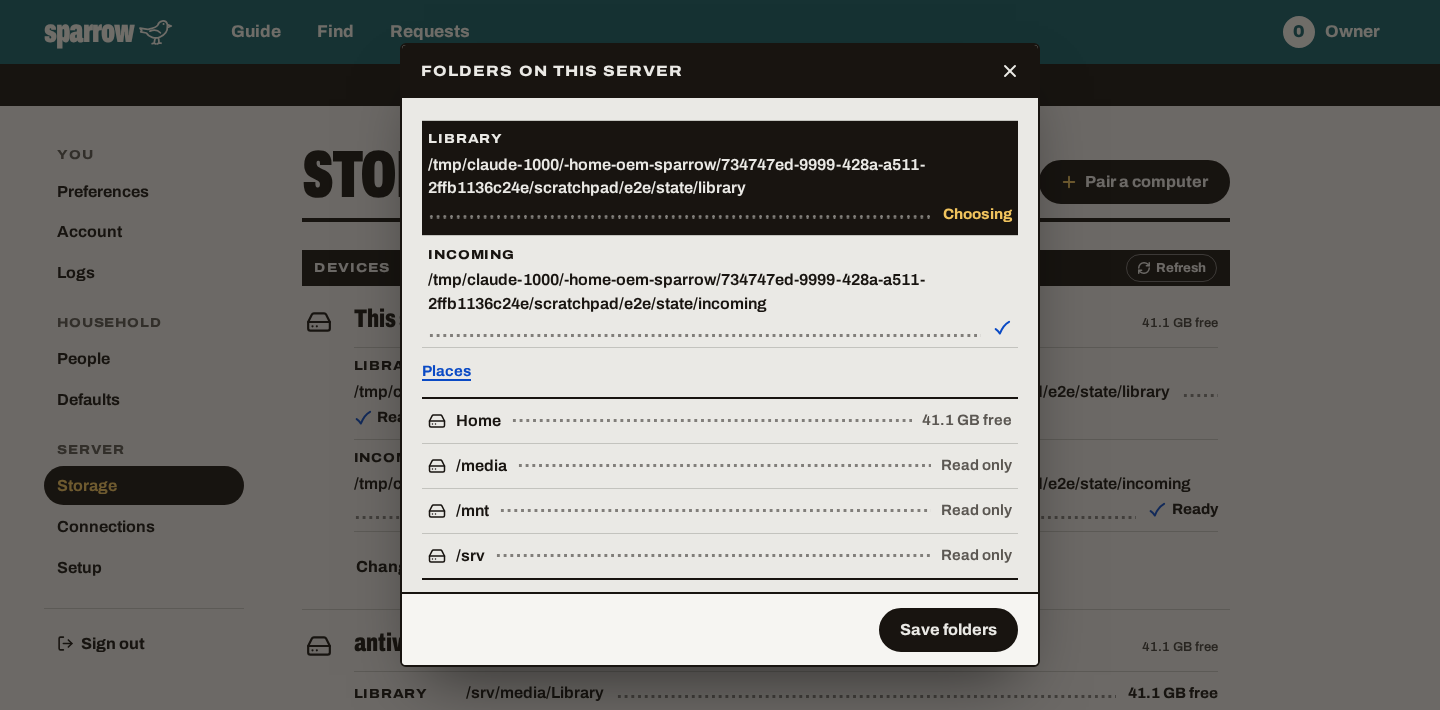 sparrow
Guide
Find
Requests
O
Owner
FOLDERS ON THIS SERVER
LIBRARY
/tmp/claude-1000/-home-oem-sparrow/734747ed-9999-428a-a511-
2ffb1136c24e/scratchpad/e2e/state/library
Choosing
INCOMING
/tmp/claude-1000/-home-oem-sparrow/734747ed-9999-428a-a511-
2ffb1136c24e/scratchpad/e2e/state/incoming
Places
Home 41.1 GB free
/media Read only
/mnt Read only
/srv Read only
Save folders
YOU
Preferences
Account
Logs
HOUSEHOLD
People
Defaults
SERVER
Storage
Connections
Setup
Sign out
Pair a computer
DEVICES
Refresh
This
41.1 GB free
/e2e/state/library
/e2e/state/incoming
Ready
41.1 GB free
LIBRARY /srv/media/Library 41.1 GB free